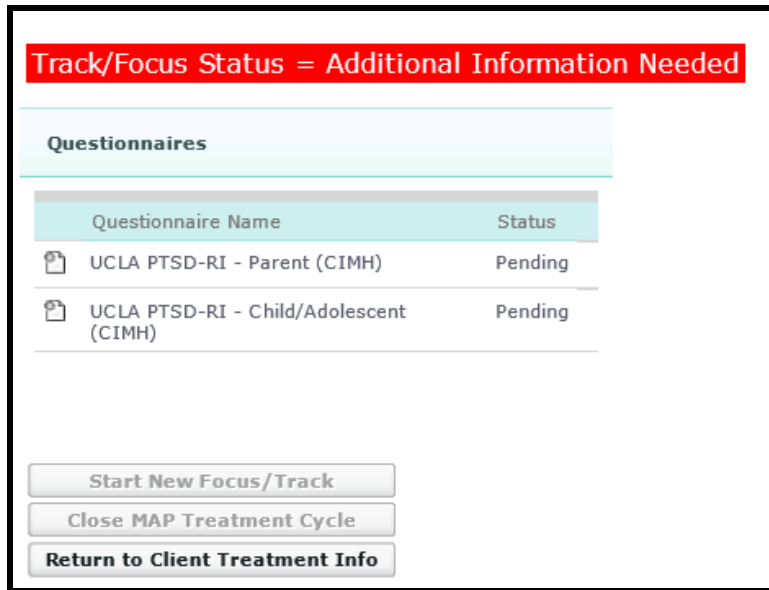 Track/Focus Status = Additional Information Needed
Questionnaires
Questionnaire Name Status
UCLA PTSD-RI - Parent (CIMH) Pending
UCLA PTSD-RI - Child/Adolescent Pending
(CIMH)
Start New Focus/Track
Close MAP Treatment Cycle
Return to Client Treatment Info